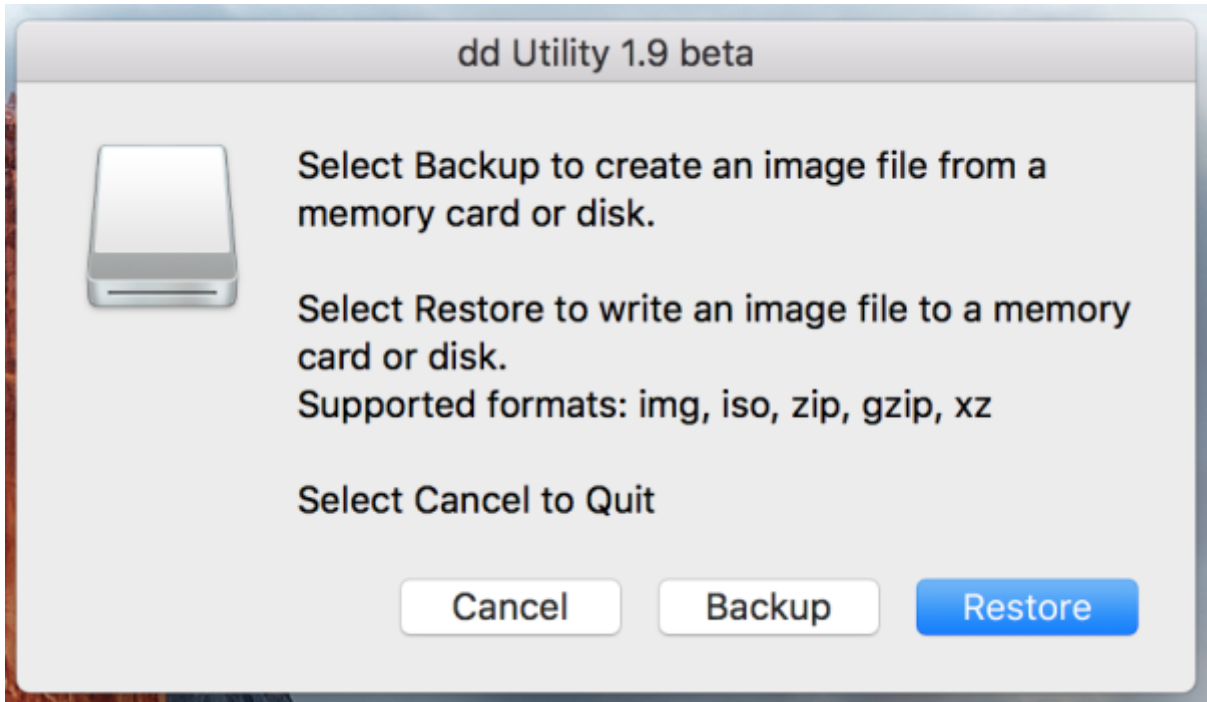 dd Utility 1.9 beta
Select Backup to create an image file from a
memory card or disk.
Select Restore to write an image file to a memory
card or disk.
Supported formats: img, iso, zip, gzip, xz
Select Cancel to Quit
Cancel
Backup
Restore